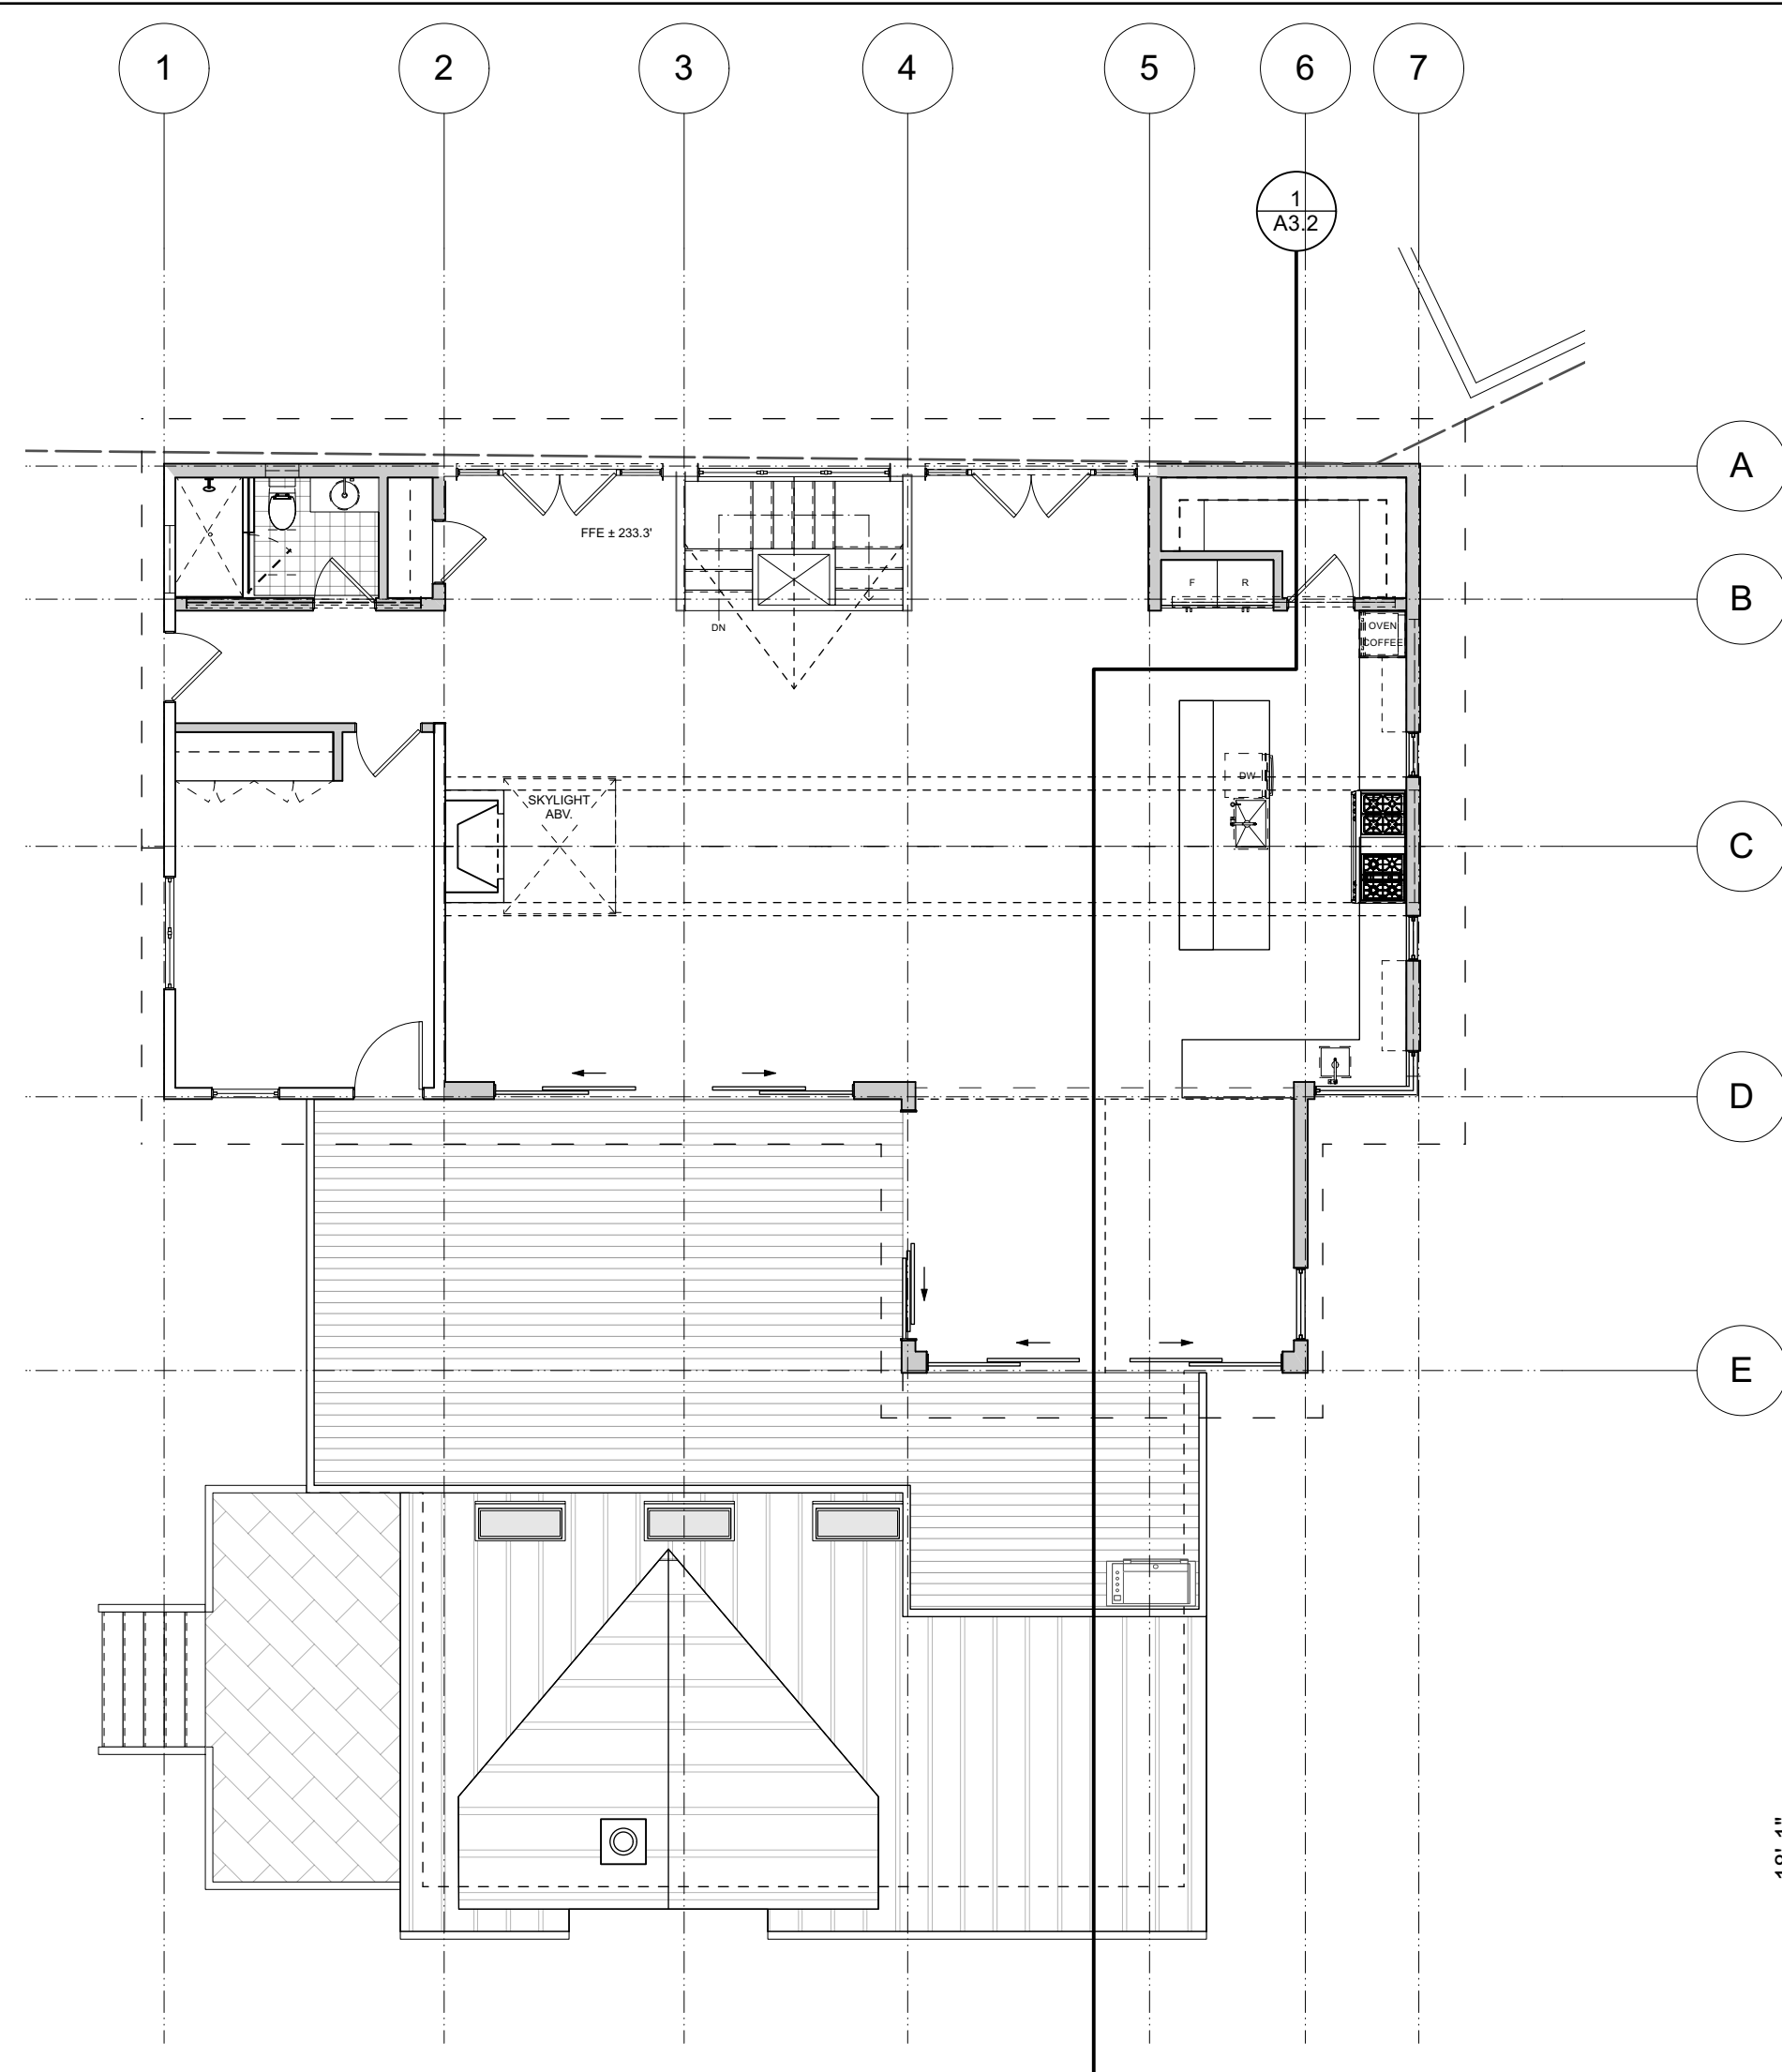 1 2 3 4 5 6 7
1
A3.2
A
FFE ± 233.3'
F R
B
DN
OVEN
COFFEE
DW
SKYLIGHT
ABV.
C
D
E